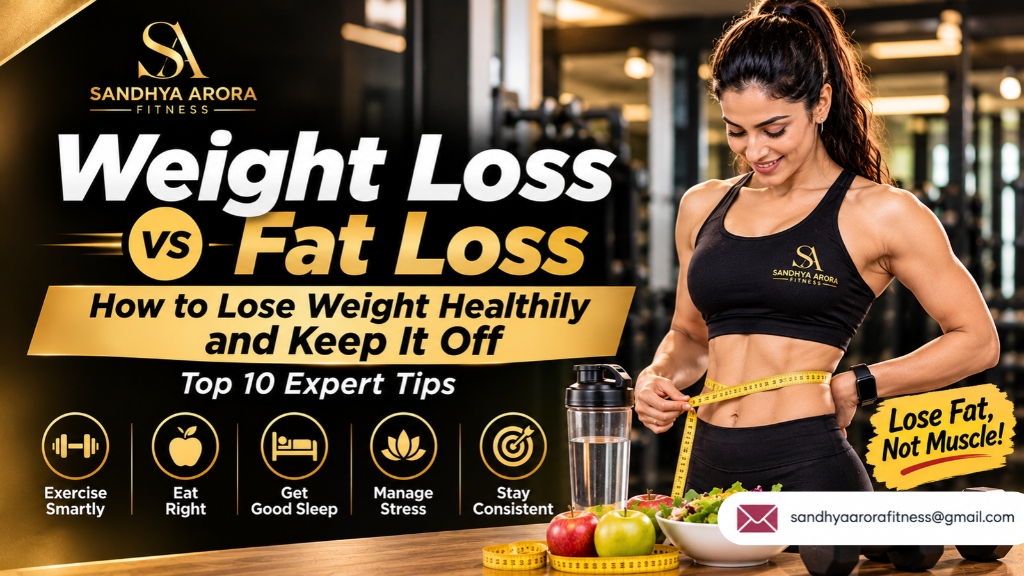 SA
SANDHYA ARORA
FITNESS
Weight Loss
VS Fat Loss
How to Lose Weight Healthily
and Keep It Off
Top 10 Expert Tips
Exercise
Smartly
Eat
Right
Get
Good Sleep
Manage
Stress
Stay
Consistent
SA
SANDHYA ARORA
FITNESS
Lose Fat,
Not Muscle!
sandhyaarorafitness@gmail.com